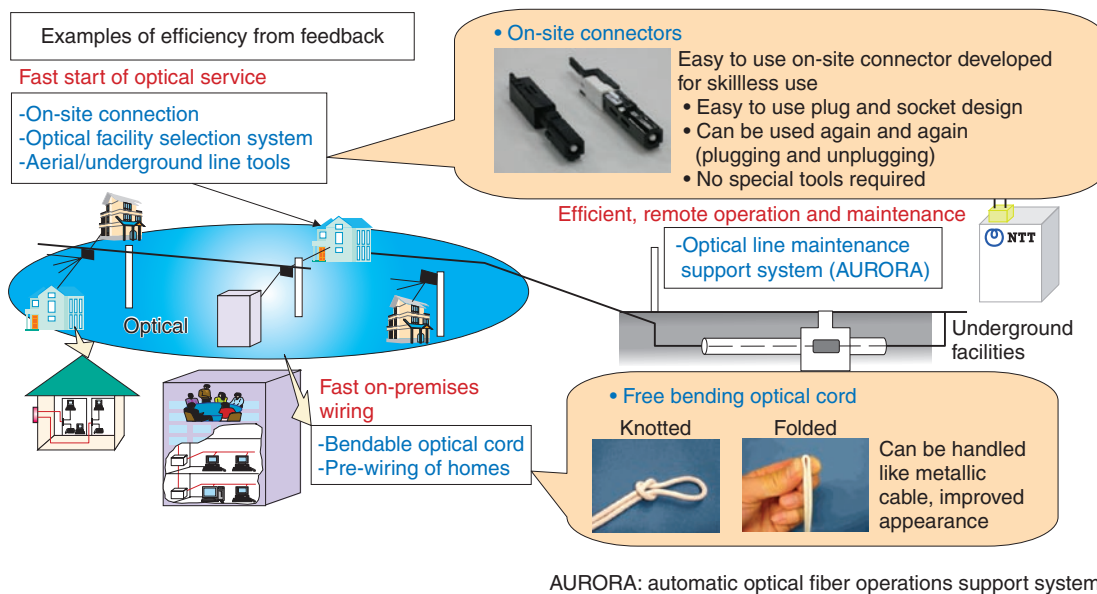 Examples of efficiency from feedback
Fast start of optical service
-On-site connection
-Optical facility selection system
-Aerial/underground line tools
• On-site connectors
Easy to use on-site connector developed
for skillless use
• Easy to use plug and socket design
• Can be used again and again
(plugging and unplugging)
• No special tools required
Efficient, remote operation and maintenance
-Optical line maintenance
support system (AURORA)
NTT
Optical
Underground
facilities
Fast on-premises
wiring
-Bendable optical cord
-Pre-wiring of homes
• Free bending optical cord
Knotted
Folded
Can be handled
like metallic
cable, improved
appearance
AURORA: automatic optical fiber operations support system